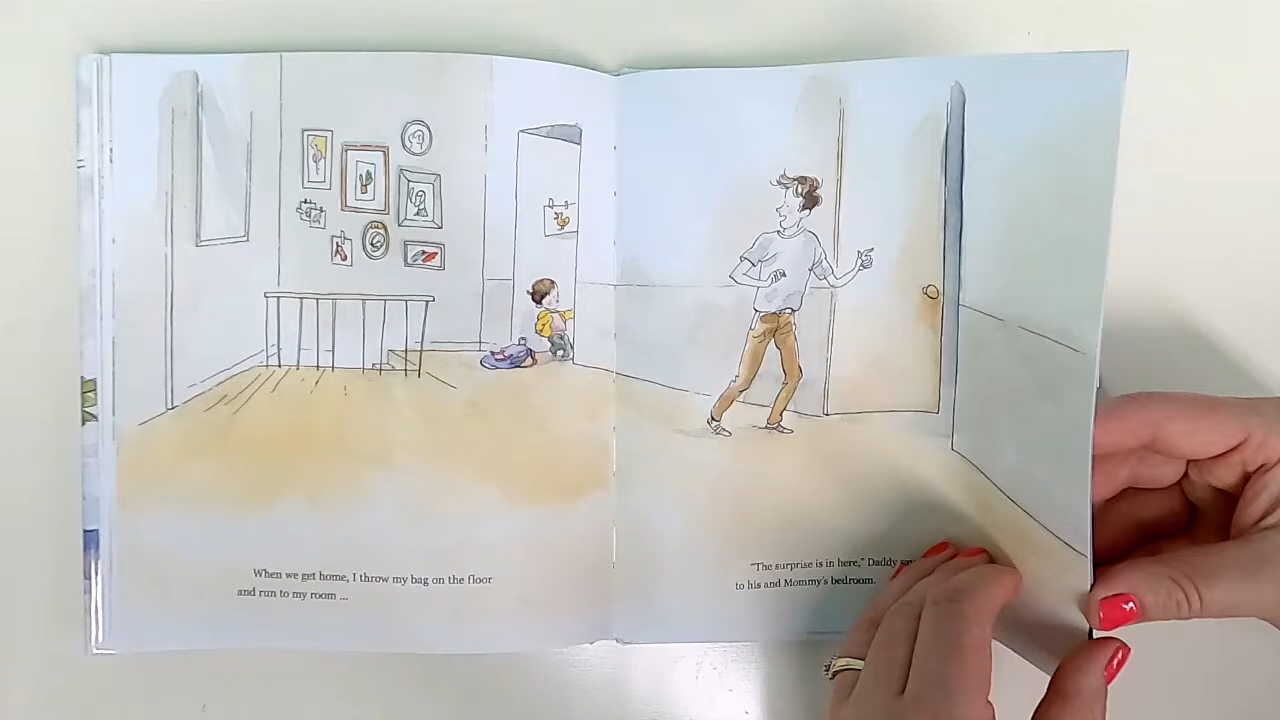 When we get home, I throw my bag on the floor
and run to my room ...
"The surprise is in here," Daddy
to his and Mommy's bedroom.